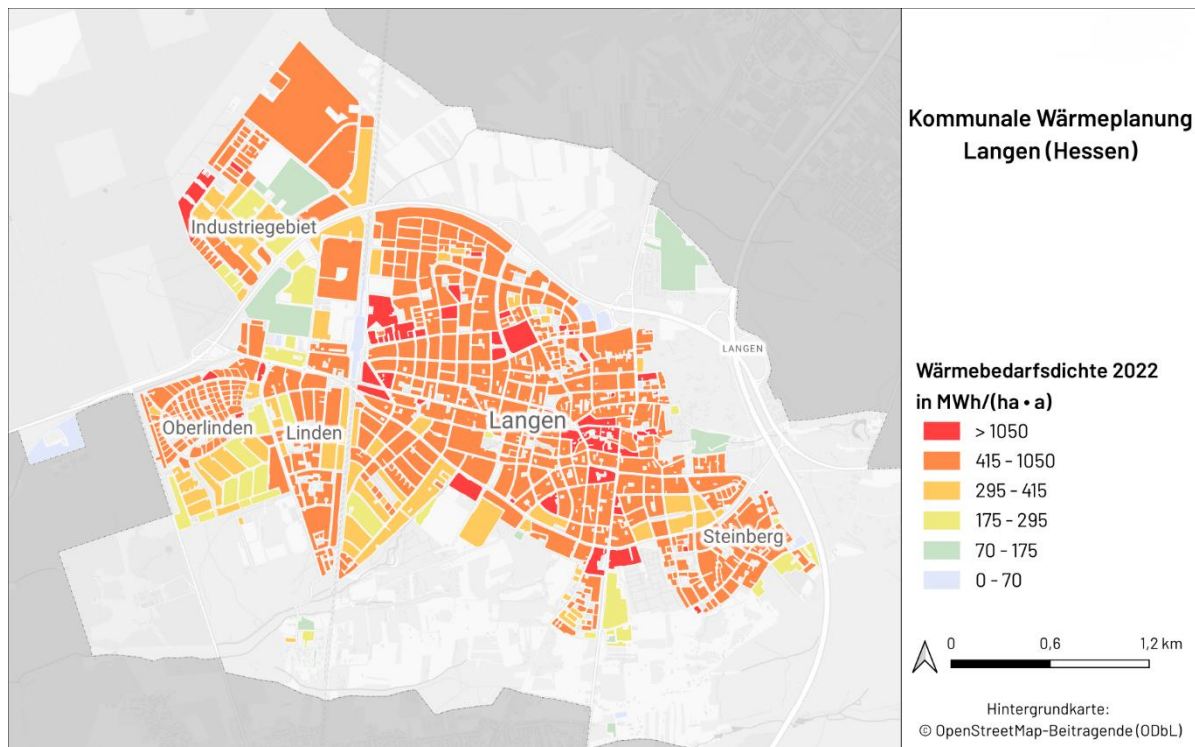 Kommunale Wärmeplanung
Langen (Hessen)
Industriegebiet
LANGEN
Oberlinden
Linden
Langen
Steinberg
Wärmebedarfsdichte 2022
in MWh/(ha • a)
> 1050
415 - 1050
295 - 415
175 - 295
70 - 175
0 - 70
0 0,6 1,2 km
Hintergrundkarte:
© OpenStreetMap-Beitragende (ODbL)